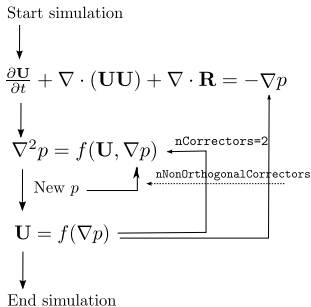 Start simulation
∂U/∂t + ∇ · (UU) + ∇ · R = −∇p
nCorrectors=2
∇²p = f(U, ∇p)
nNonOrthogonalCorrectors
New p
U = f(∇p)
End simulation